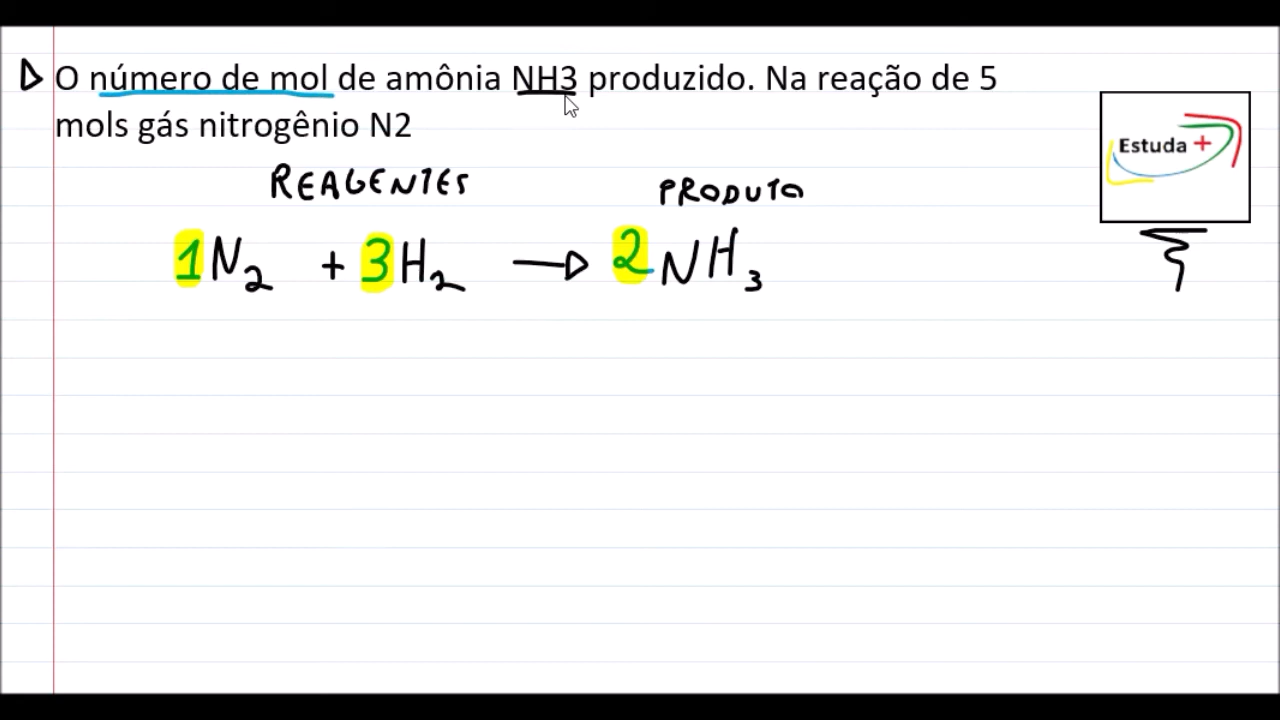 O número de mol de amônia NH3 produzido. Na reação de 5
mols gás nitrogênio N2
Estuda +
REAGENTES PRODUTO
1N₂ + 3H₂ → 2NH₃